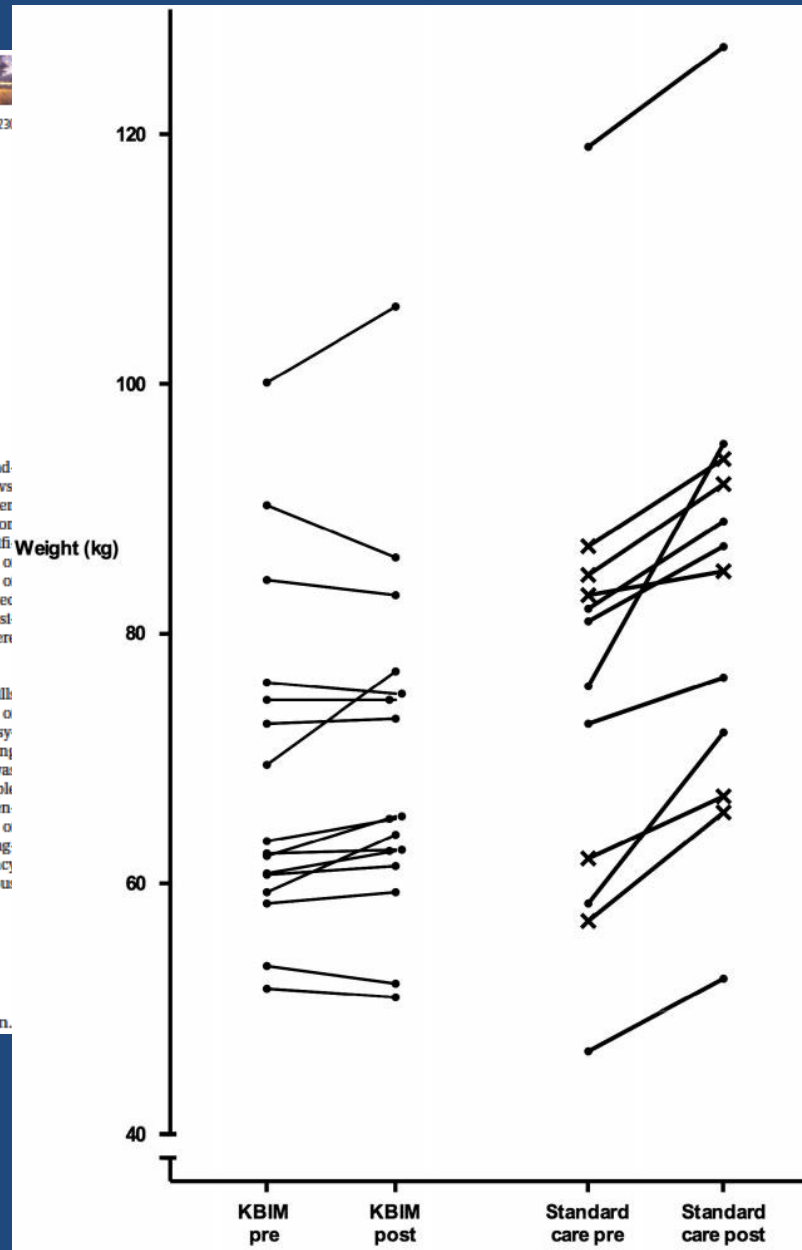 120
100
Weight (kg)
80
60
40
KBIM
pre
KBIM
post
Standard
care pre
Standard
care post